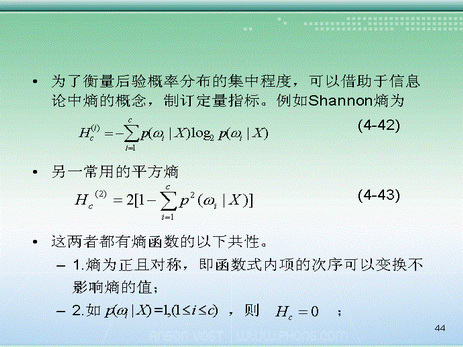 • 为了衡量后验概率分布的集中程度，可以借助于信息
论中熵的概念，制订定量指标。例如Shannon熵为
H_c^{(l)} = -\sum_{i=1}^{c} p(ω_i | X) log_2 p(ω_i | X) (4-42)
• 另一常用的平方熵
H_c^{(2)} = 2[1 - \sum_{i=1}^{c} p^2(ω_i | X)] (4-43)
• 这两者都有熵函数的以下共性。
– 1.熵为正且对称，即函数式内项的次序可以变换不
影响熵的值；
– 2.如 p(ω_i | X)=1,(1≤i≤c) ，则 H_c = 0 ；
44